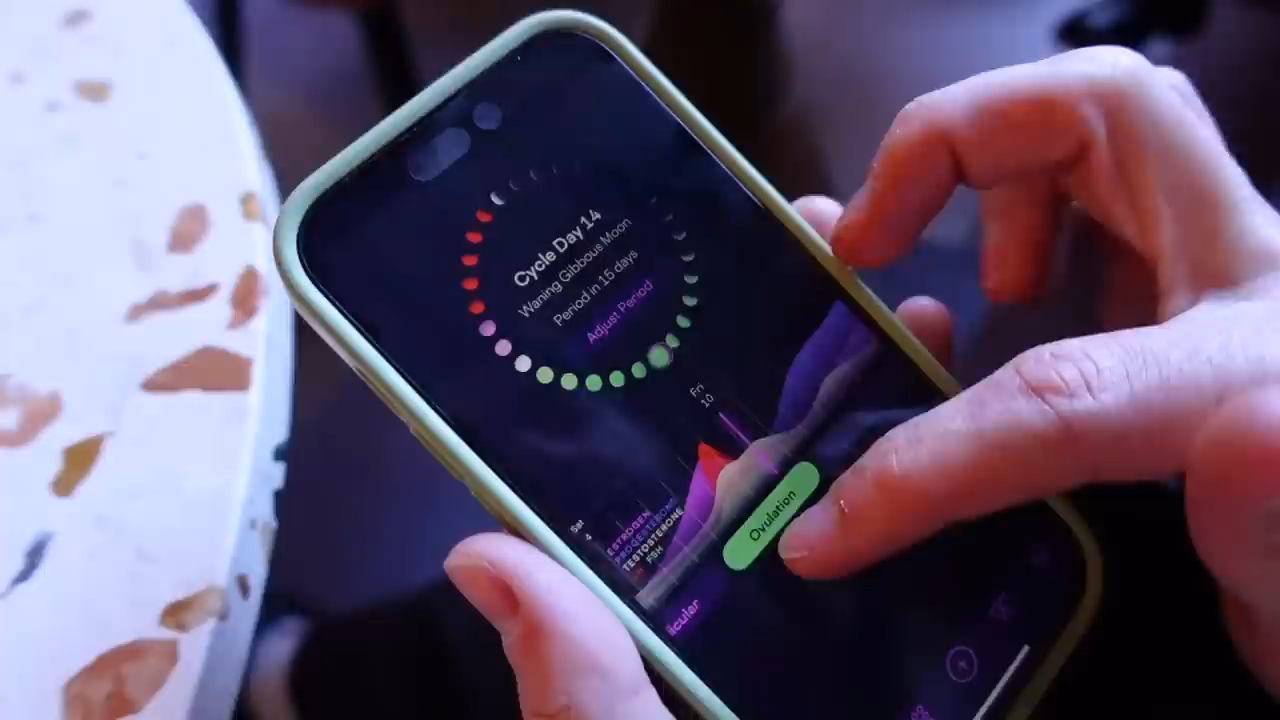 Cycle Day 14
Waning Gibbous Moon
Period in 15 days
Adjust Period
Fri
10
Sat
4
ESTROGEN
PROGESTERONE
TESTOSTERONE
FSH
Ovulation